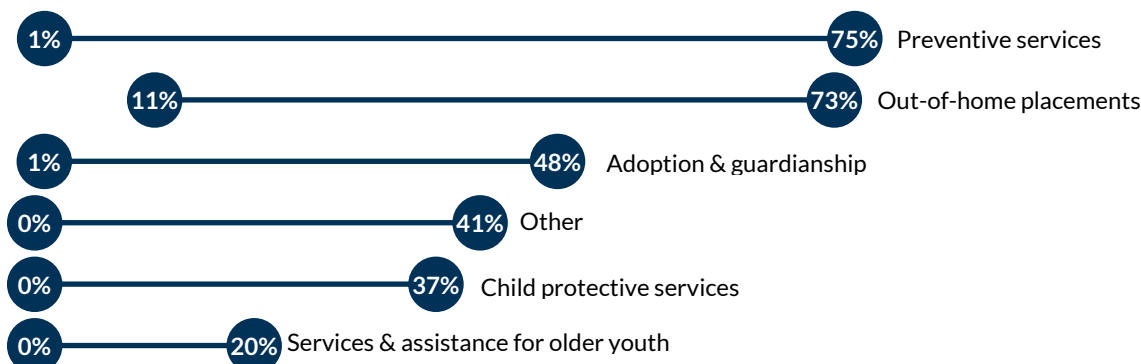 1% 75% Preventive services
11% 73% Out-of-home placements
1% 48% Adoption & guardianship
0% 41% Other
0% 37% Child protective services
0% 20% Services & assistance for older youth